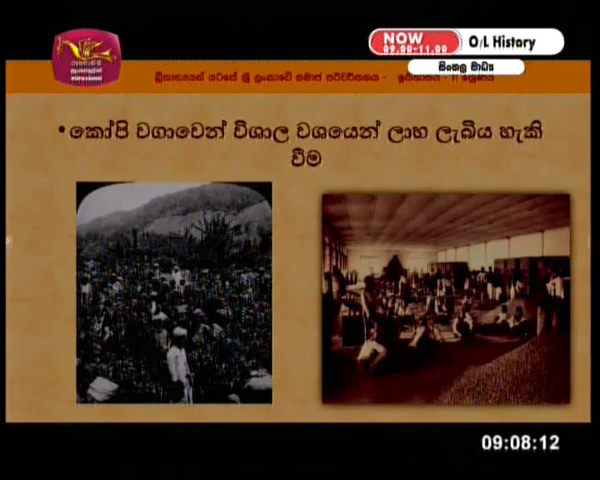 NOW
09.00-11.00
O/L History
සිංහල මාධ්‍ය
බ්‍රිතාන්‍යයන් යටතේ ශ්‍රී ලංකාවේ සමාජ පරිවර්තනය - ඉතිහාසය - 11 ශ්‍රේණිය
• කෝපි වගාවෙන් විශාල වශයෙන් ලාභ ලැබිය හැකි
වීම
09:08:12